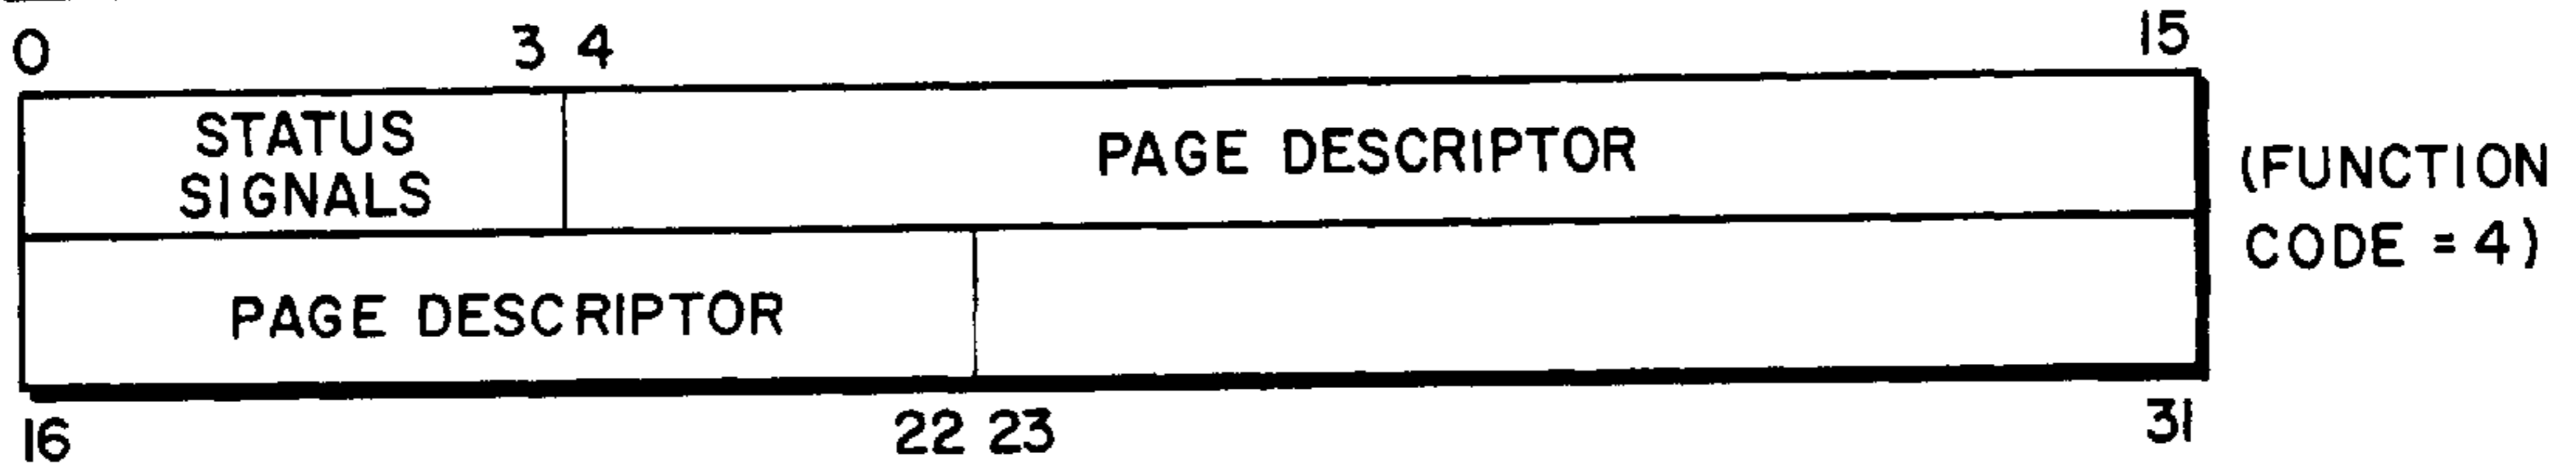 0 3 4 15
STATUS
SIGNALS
PAGE DESCRIPTOR
(FUNCTION
CODE = 4)
PAGE DESCRIPTOR
16 22 23 31